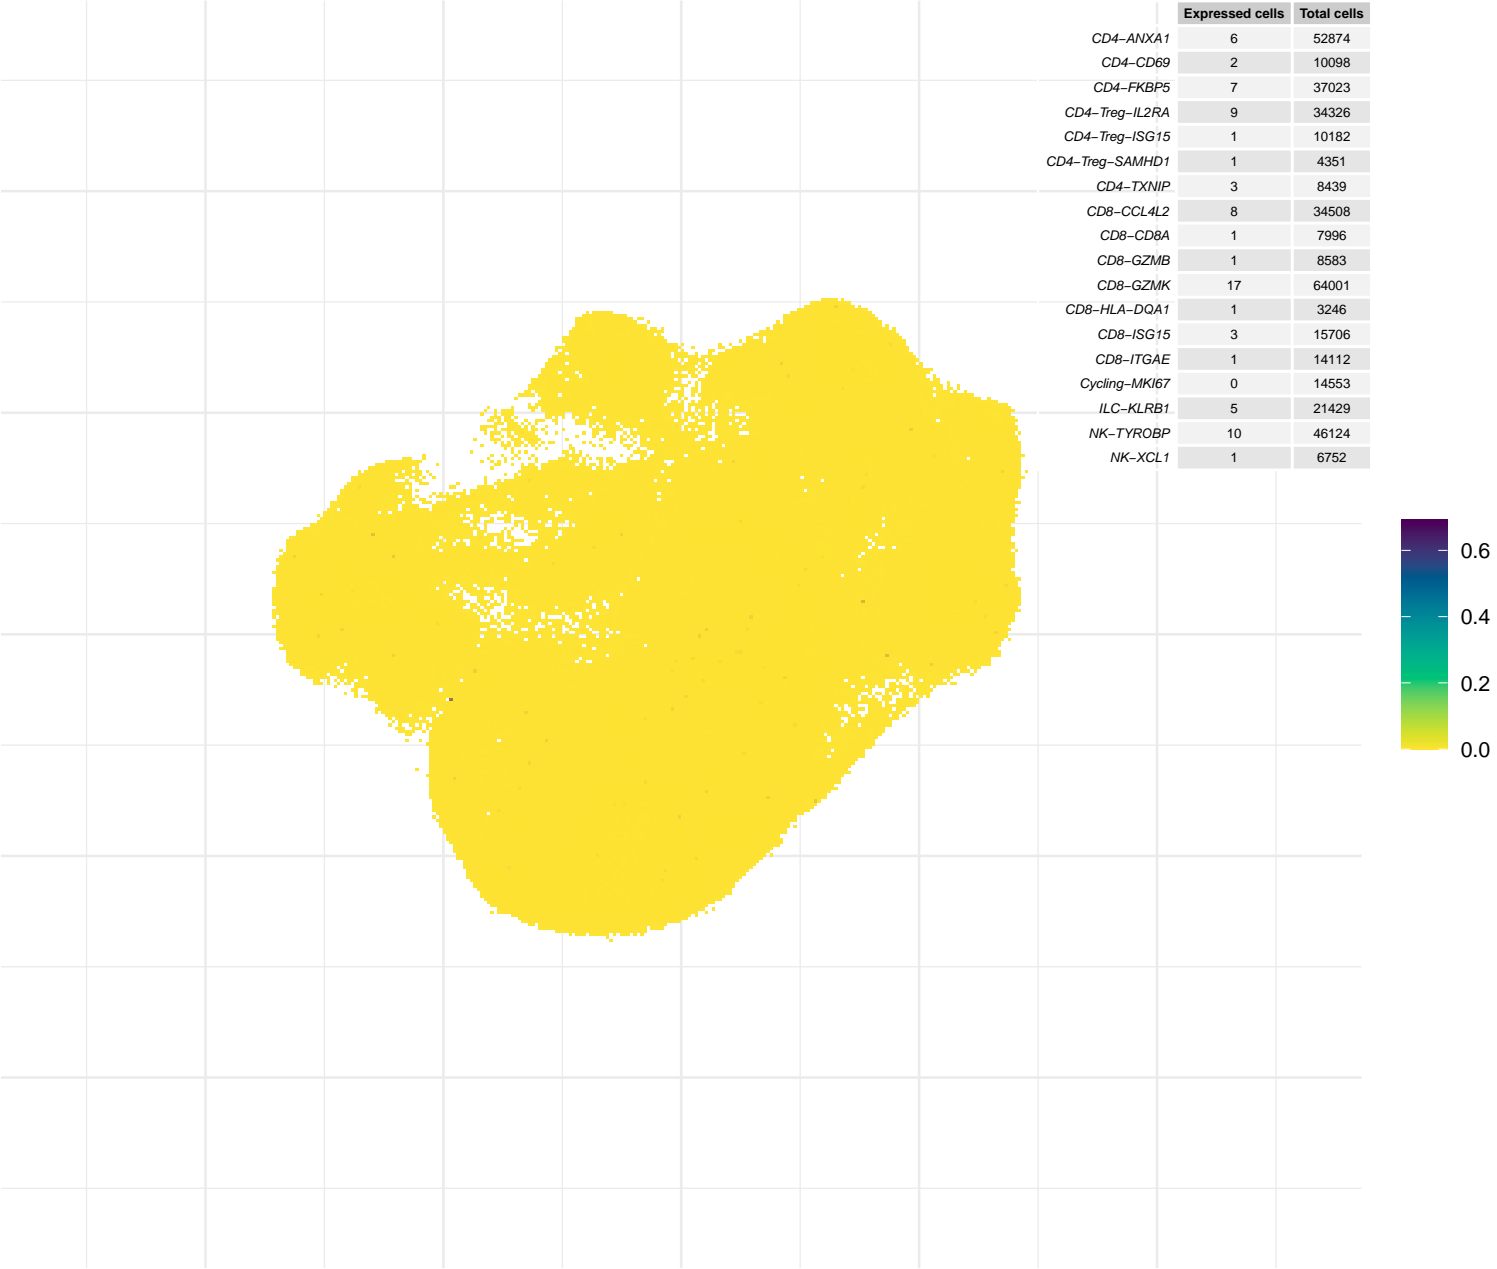 Expressed cells Total cells
CD4−ANXA1 6 52874
CD4−CD69 2 10098
CD4−FKBP5 7 37023
CD4−Treg−IL2RA 9 34326
CD4−Treg−ISG15 1 10182
CD4−Treg−SAMHD1 1 4351
CD4−TXNIP 3 8439
CD8−CCL4L2 8 34508
CD8−CD8A 1 7996
CD8−GZMB 1 8583
CD8−GZMK 17 64001
CD8−HLA−DQA1 1 3246
CD8−ISG15 3 15706
CD8−ITGAE 1 14112
Cycling−MKI67 0 14553
ILC−KLRB1 5 21429
NK−TYROBP 10 46124
NK−XCL1 1 6752
0.6
0.4
0.2
0.0